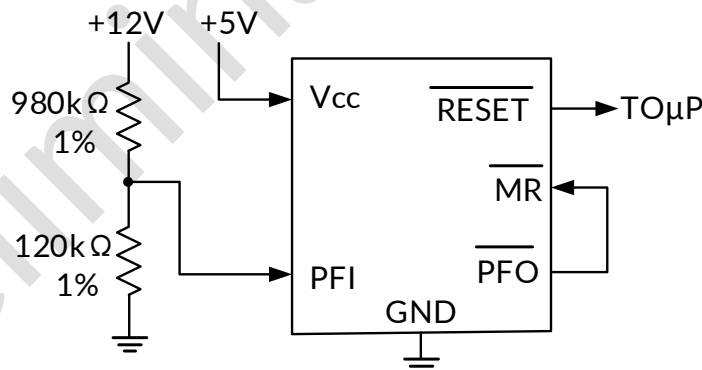 +12V
+5V
980kΩ
1%
Vcc
RESET
TOμP
MR
120kΩ
1%
PFI
PFO
GND